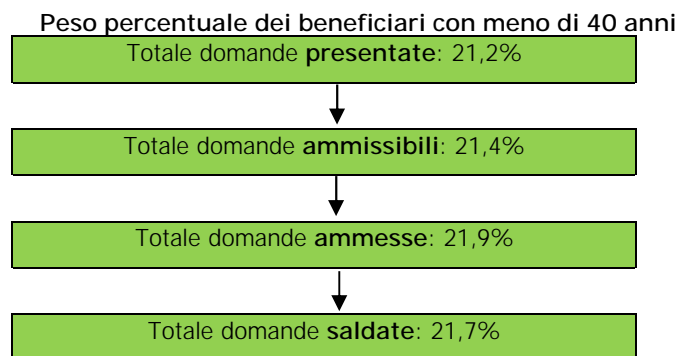 Peso percentuale dei beneficiari con meno di 40 anni
Totale domande presentate: 21,2%
Totale domande ammissibili: 21,4%
Totale domande ammesse: 21,9%
Totale domande saldate: 21,7%